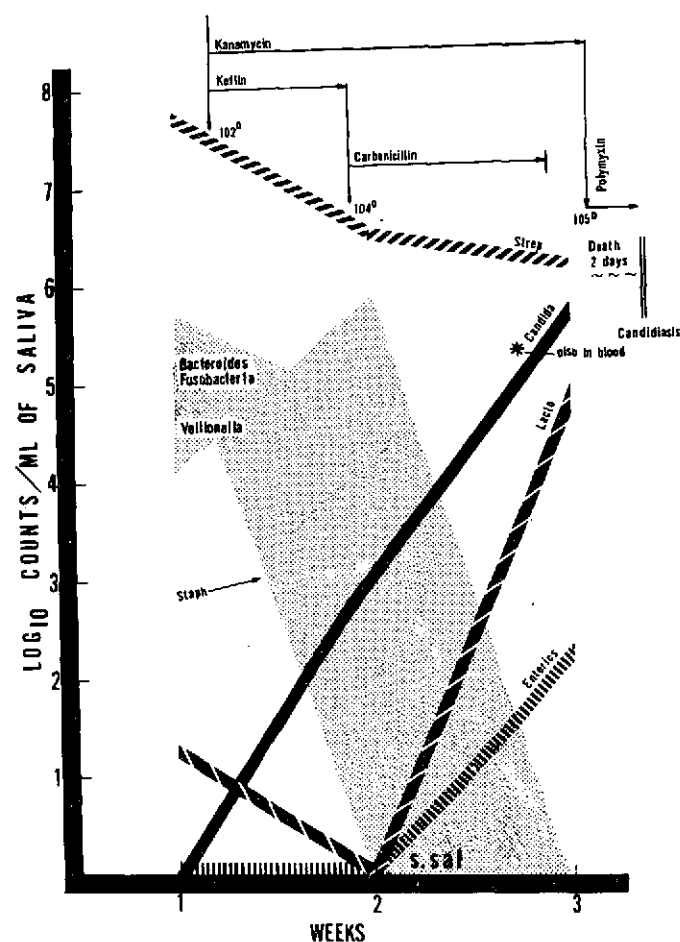 Kanamycin
8
Keflin
102°
Carbenicillin
Polymyxin
7
104°
105°
Strep
Death
2 days
6
Candidiasis
Candida
* also in blood
Bacteroides
Fusobacteria
5
Veillonella
Lacto
4
3
Staph
Enterics
2
1
s.sal
1 2 3
WEEKS
LOG10 COUNTS/ML OF SALIVA